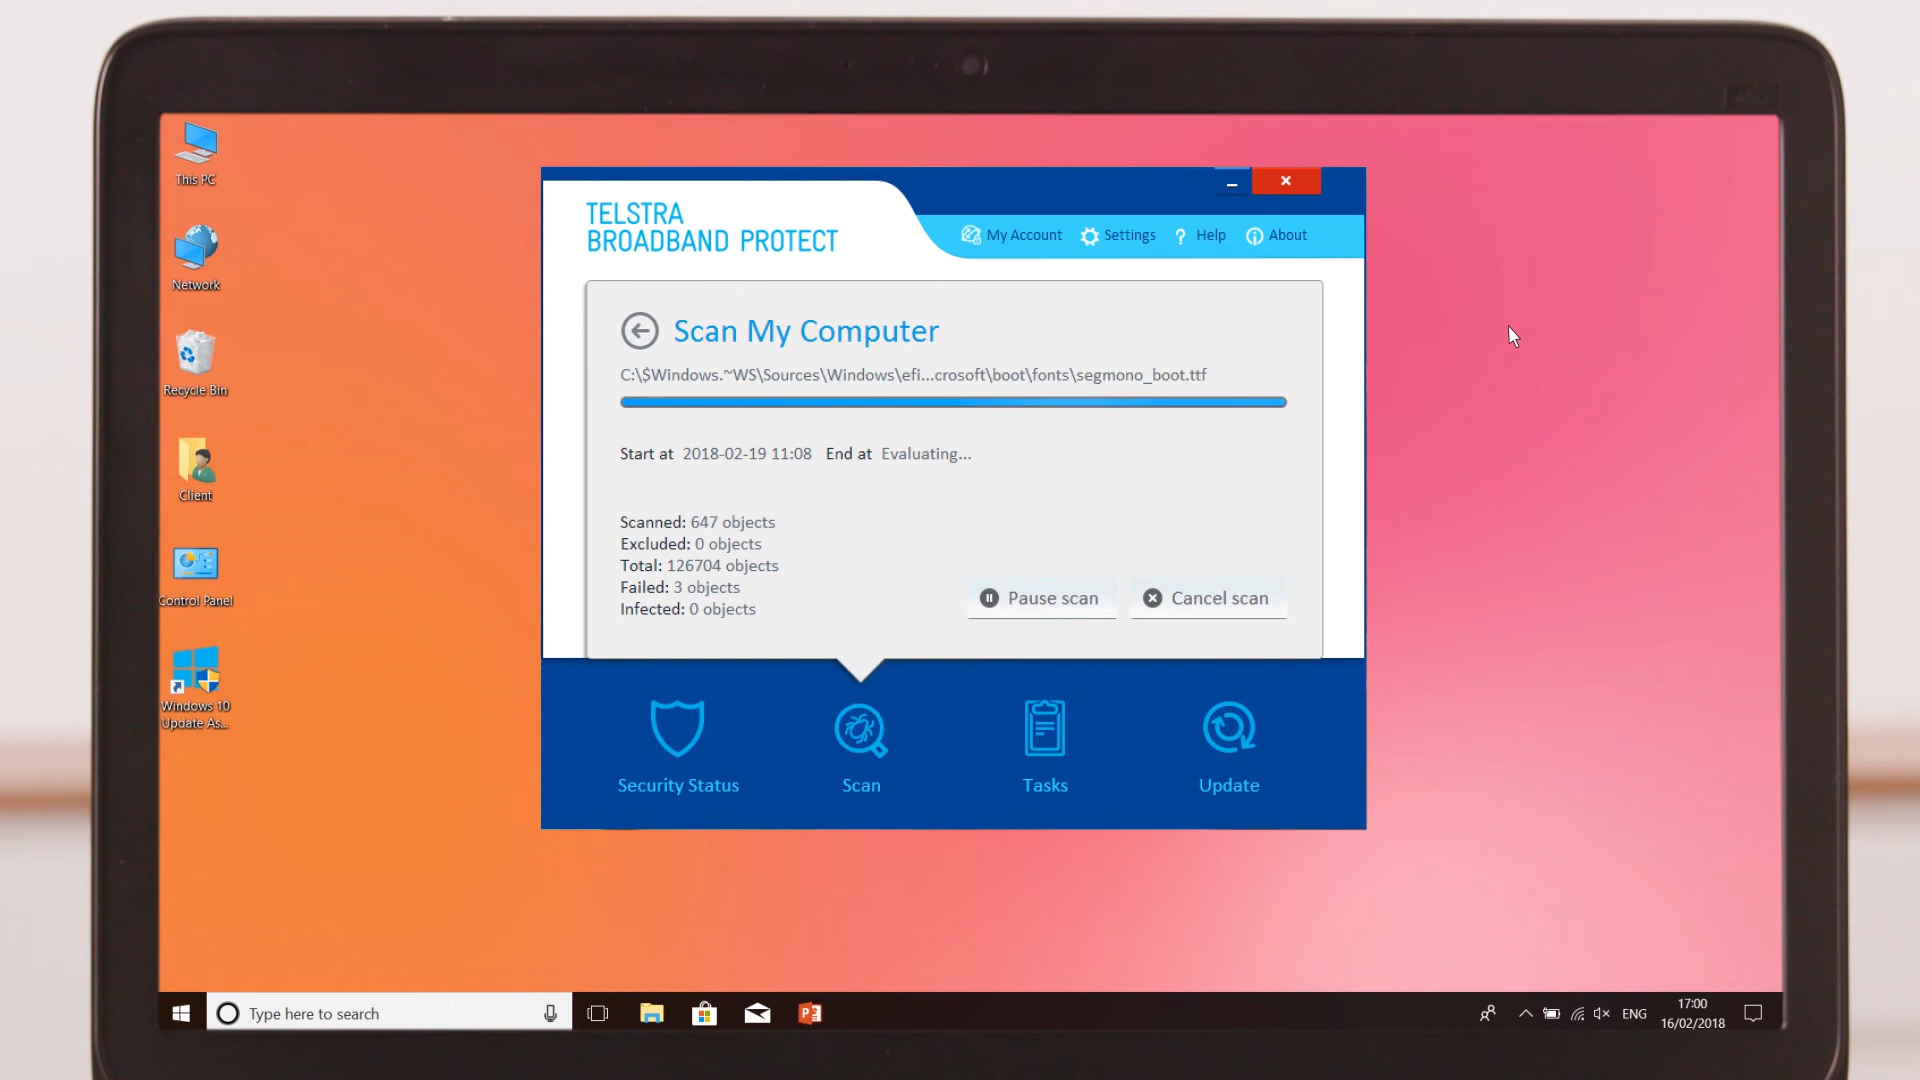 This PC
Network
Recycle Bin
Client
Control Panel
Windows 10
Update As...
TELSTRA
BROADBAND PROTECT
My Account
Settings
? Help
About
Scan My Computer
C:\$Windows.~WS\Sources\Windows\efi...crosoft\boot\fonts\segmono_boot.ttf
Start at 2018-02-19 11:08 End at Evaluating...
Scanned: 647 objects
Excluded: 0 objects
Total: 126704 objects
Failed: 3 objects
Infected: 0 objects
Pause scan
Cancel scan
Security Status
Scan
Tasks
Update
Type here to search
ENG
17:00
16/02/2018